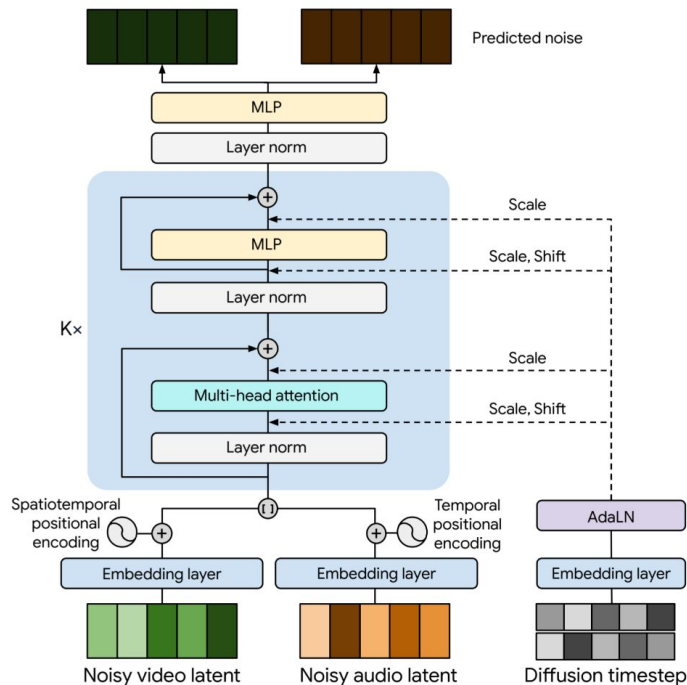 Predicted noise
MLP
Layer norm
Scale
MLP
Scale, Shift
Layer norm
K×
Scale
Multi-head attention
Scale, Shift
Layer norm
[ ]
Spatiotemporal
positional
encoding
Temporal
positional
encoding
AdaLN
Embedding layer
Embedding layer
Embedding layer
Noisy video latent
Noisy audio latent
Diffusion timestep